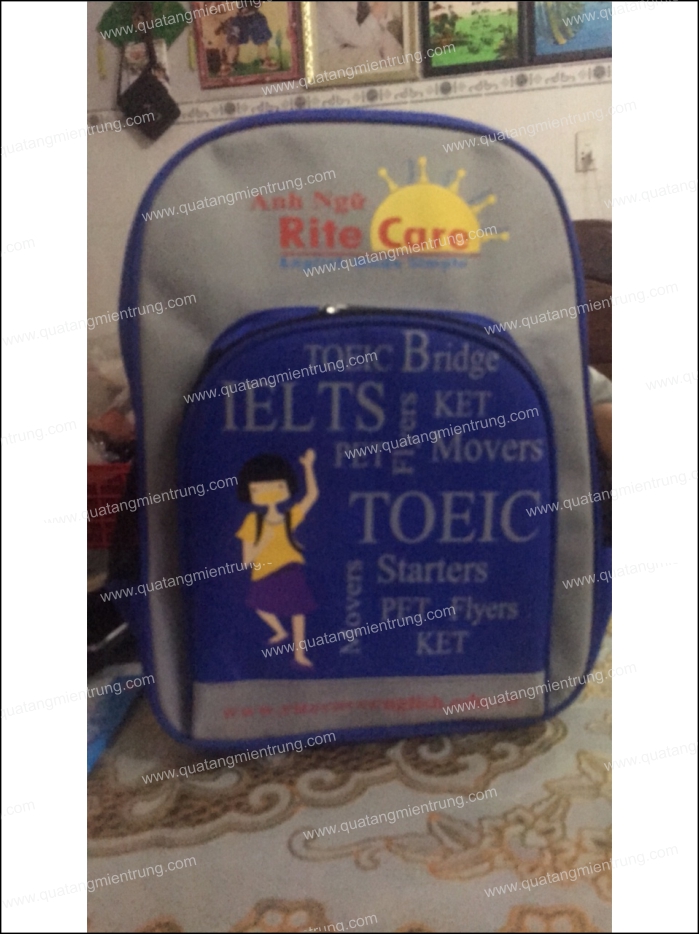 Anh Ngữ
Rite Care
TOEIC Bridge
IELTS
Flyers
KET
PET
Movers
TOEIC
Movers
Starters
PET Flyers
KET
www.quatangmientrung.com